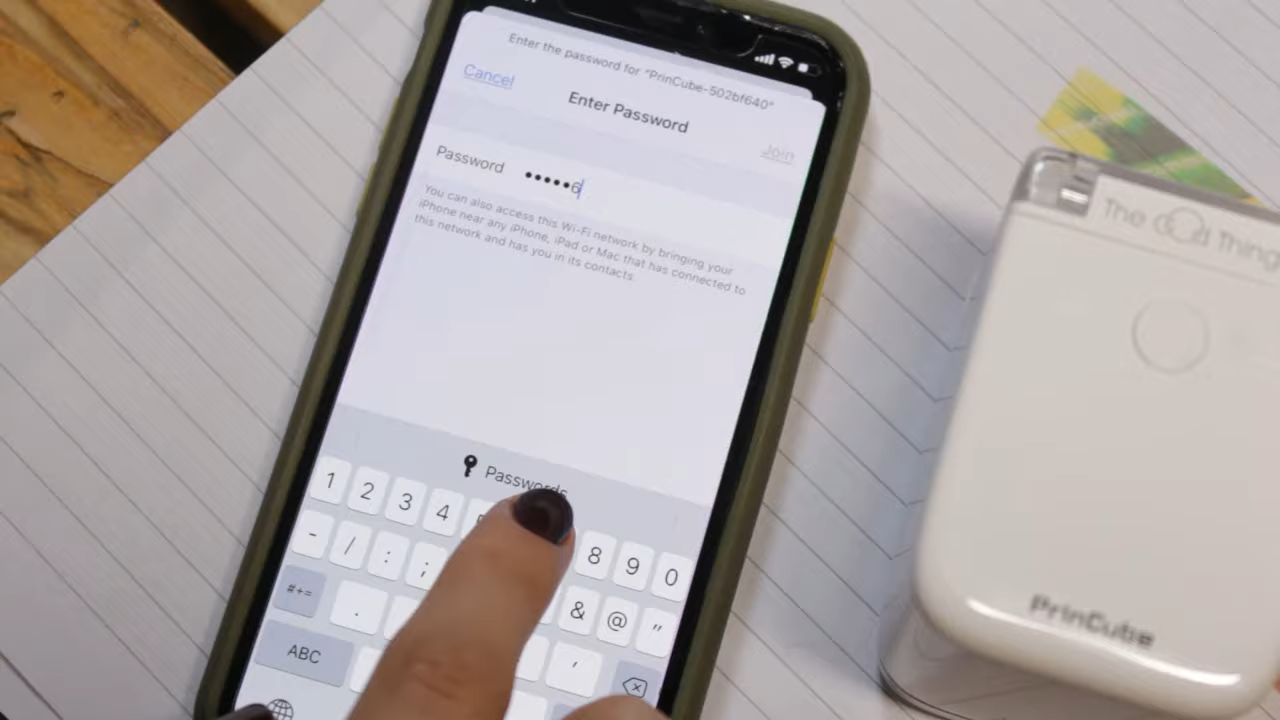 Enter the password for "PrinCube-502bf640"
Cancel
Enter Password
Join
Password •••••6
You can also access this Wi-Fi network by bringing your
iPhone near any iPhone, iPad or Mac that has connected to
this network and has you in its contacts.
Passwords
1 2 3 4 8 9 0
- / : ; & @ "
#+= . '
ABC
The Good Thing
PrinCube